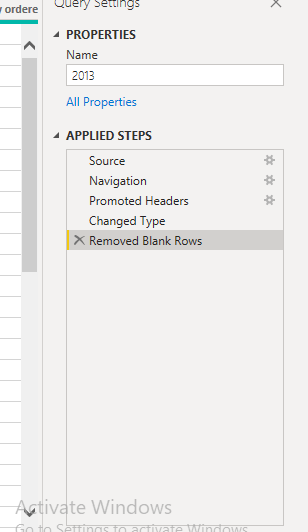 y ordere
Query Settings
PROPERTIES
Name
2013
All Properties
APPLIED STEPS
Source
Navigation
Promoted Headers
Changed Type
Removed Blank Rows
Activate Windows
Go to Settings to activate Windows.